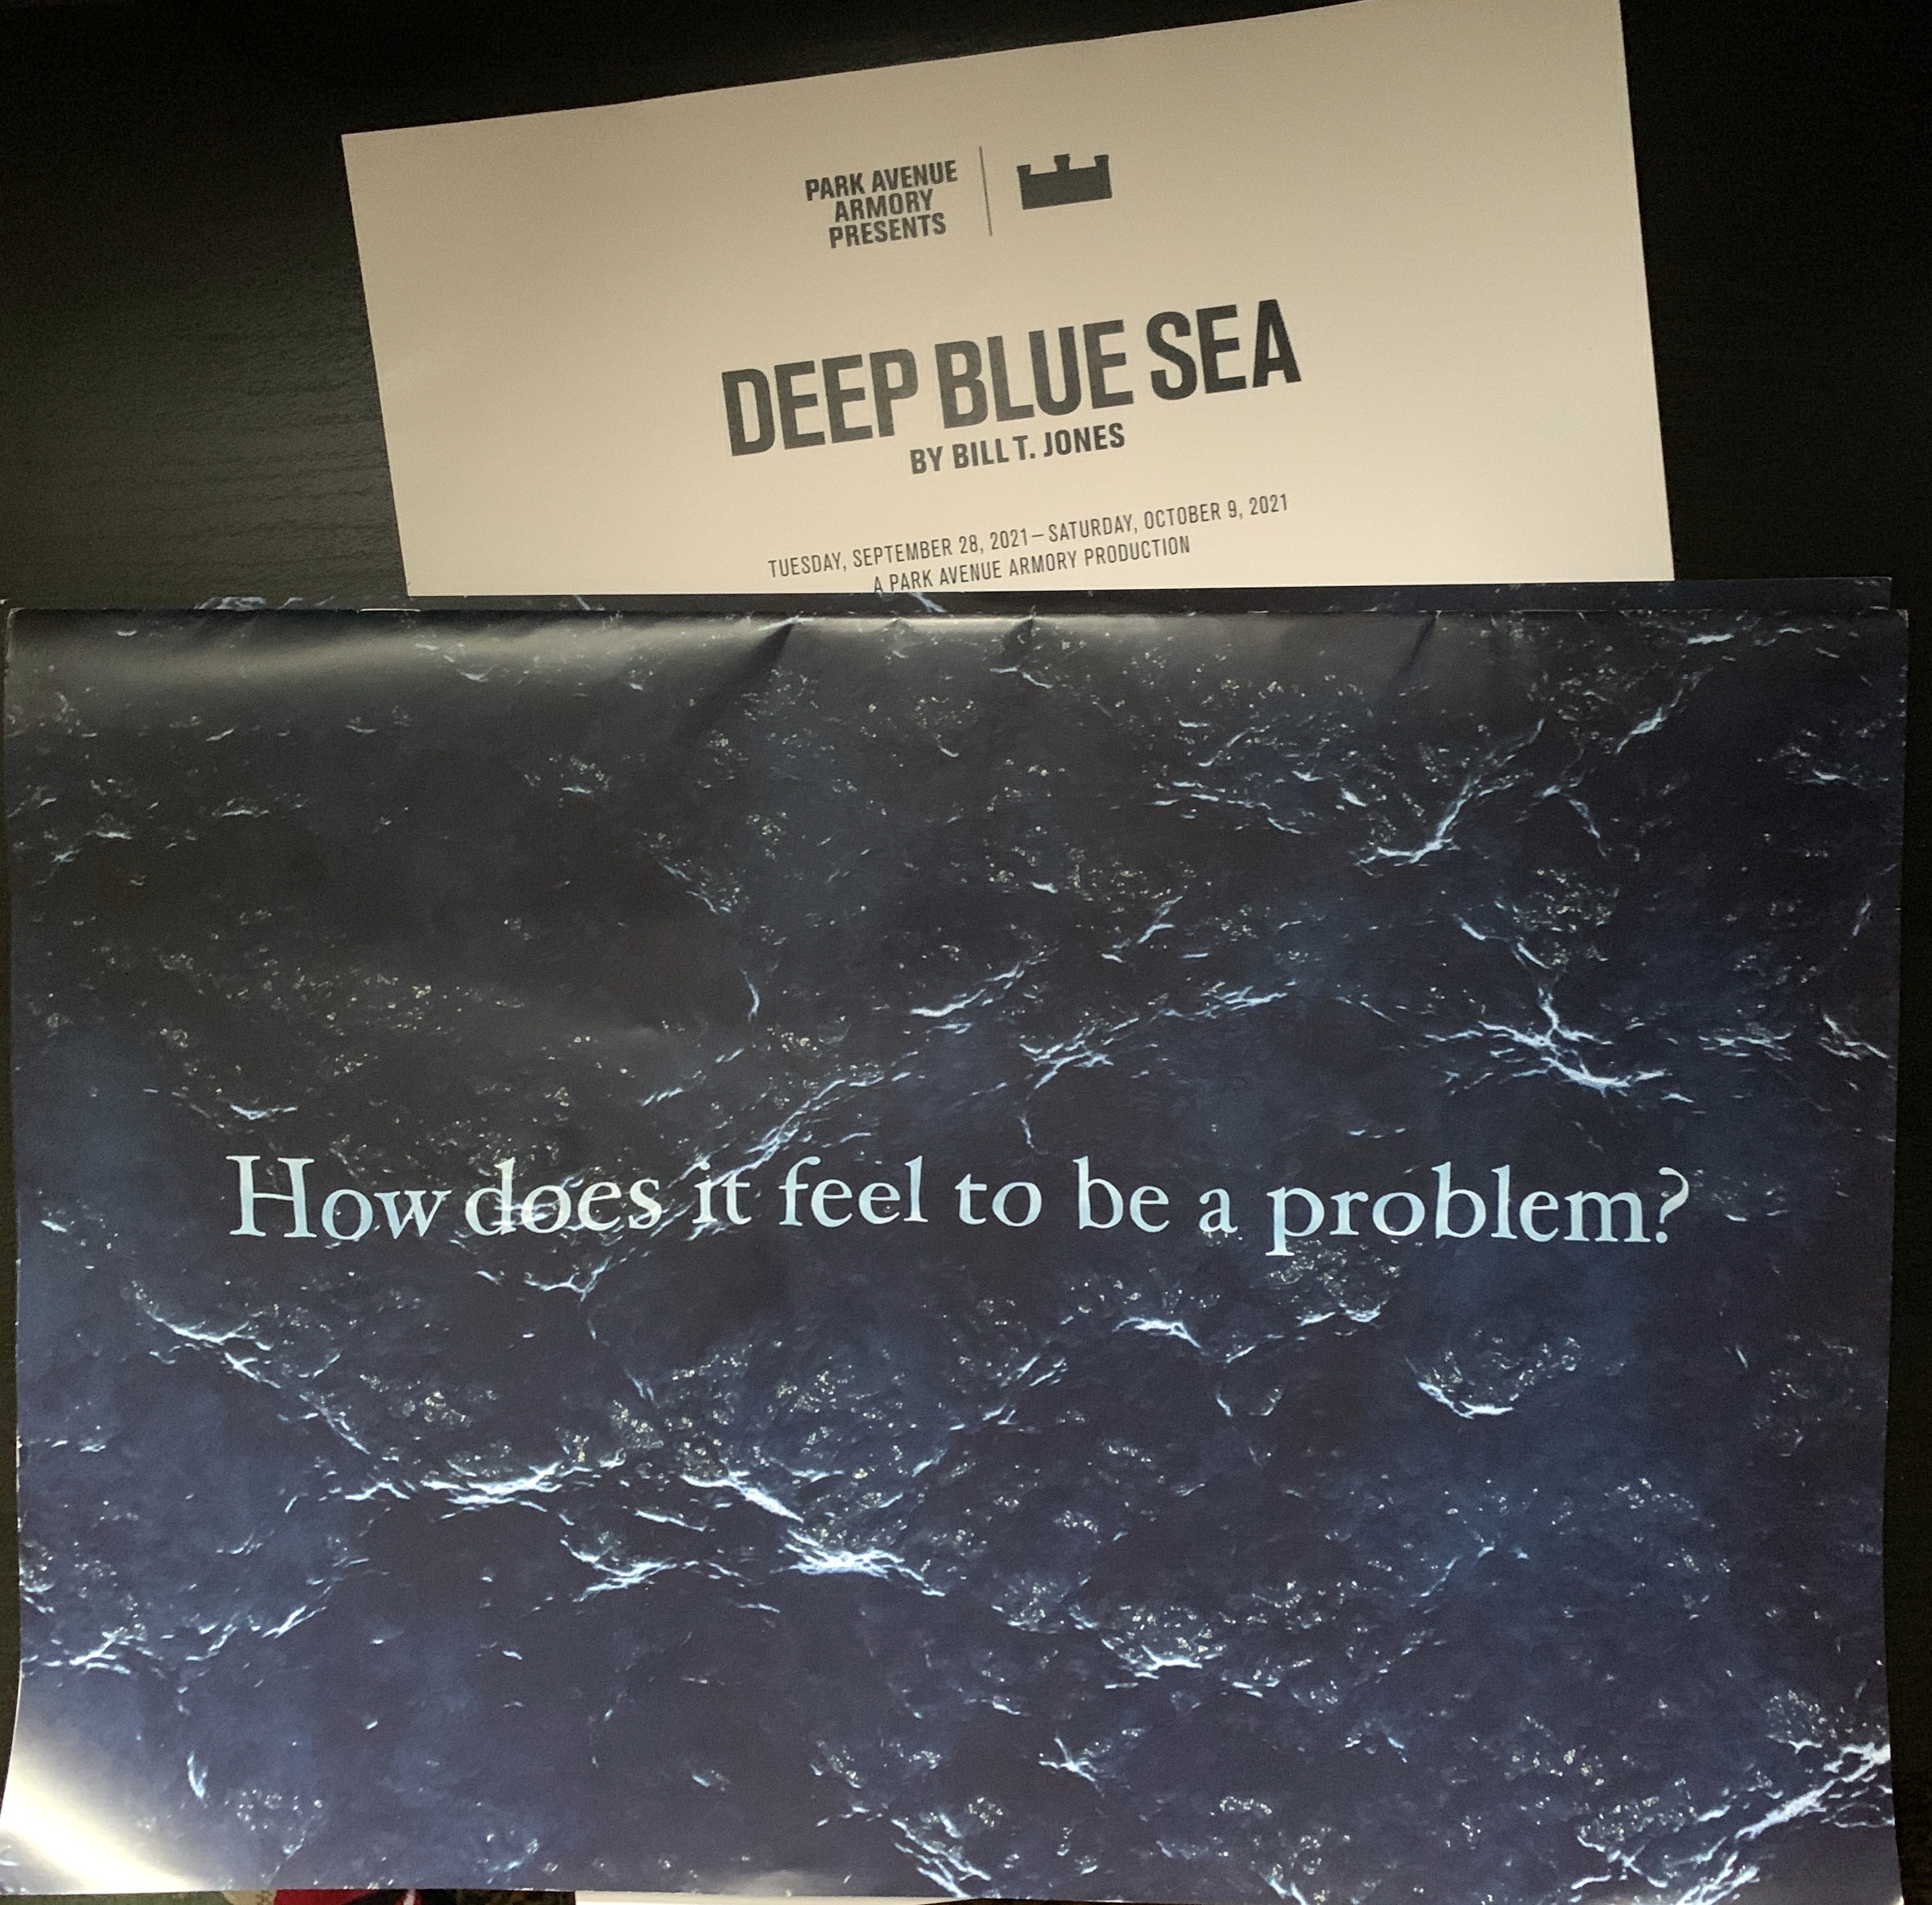 PARK AVENUE
ARMORY
PRESENTS
DEEP BLUE SEA
BY BILL T. JONES
TUESDAY, SEPTEMBER 28, 2021—SATURDAY, OCTOBER 9, 2021
A PARK AVENUE ARMORY PRODUCTION
How does it feel to be a problem?